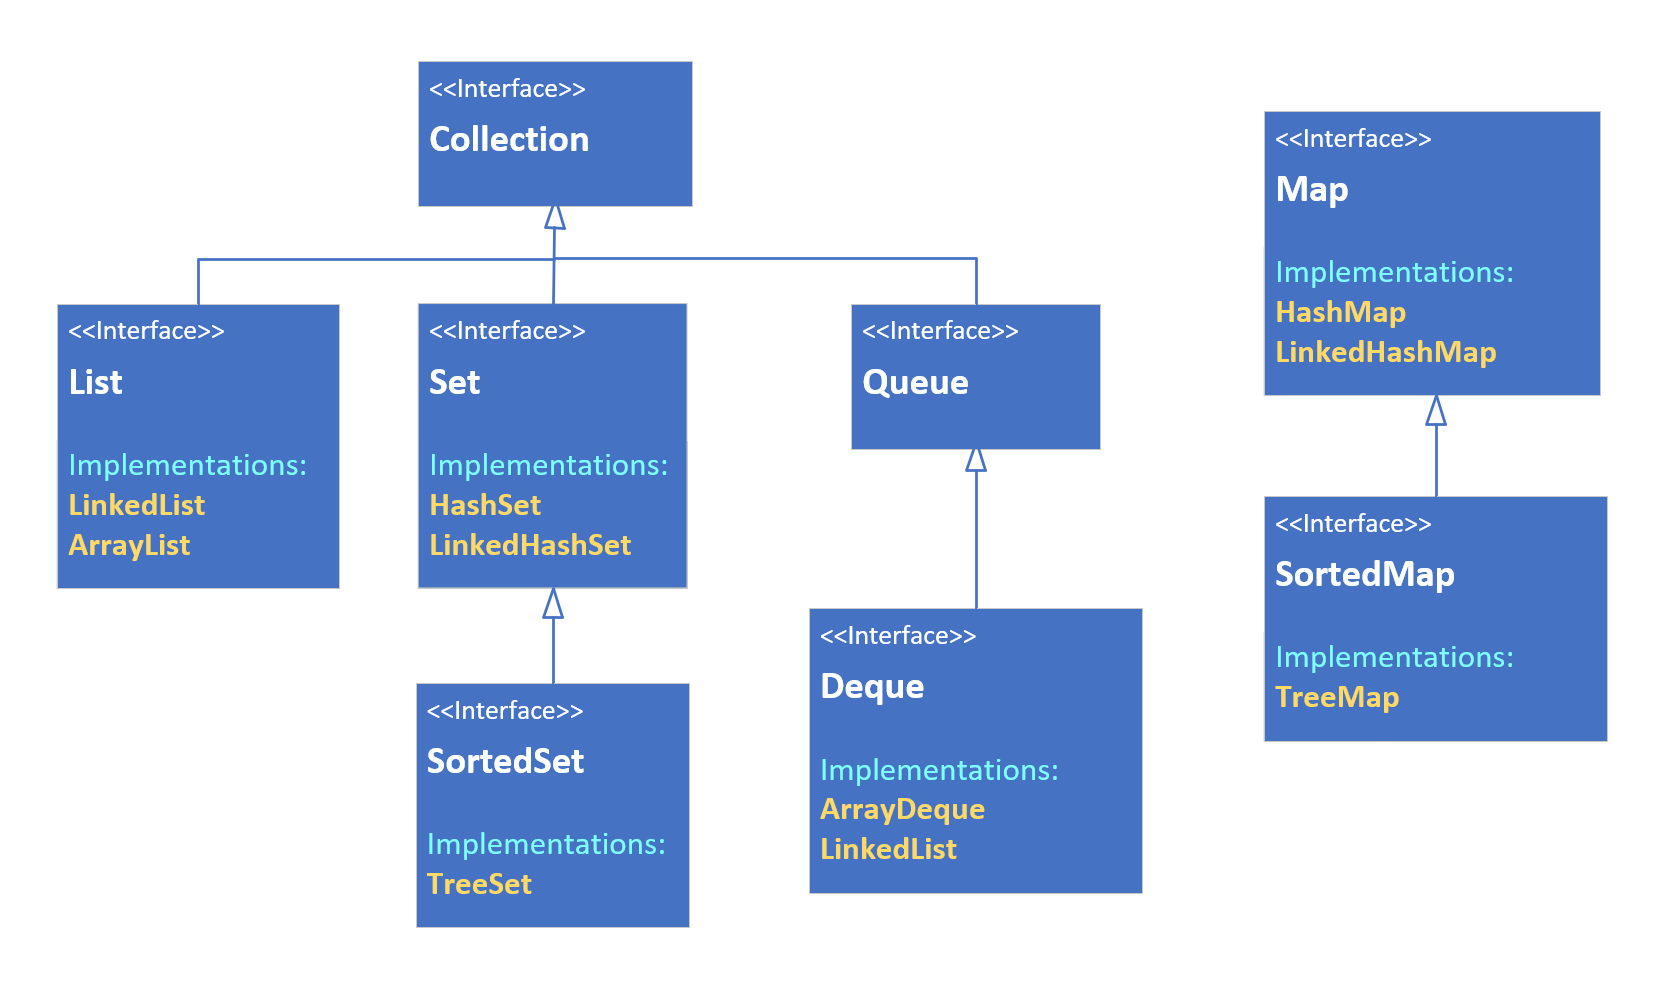 <<Interface>>
Collection
<<Interface>>
List
Implementations:
LinkedList
ArrayList
<<Interface>>
Set
Implementations:
HashSet
LinkedHashSet
<<Interface>>
Queue
<<Interface>>
SortedSet
Implementations:
TreeSet
<<Interface>>
Deque
Implementations:
ArrayDeque
LinkedList
<<Interface>>
Map
Implementations:
HashMap
LinkedHashMap
<<Interface>>
SortedMap
Implementations:
TreeMap